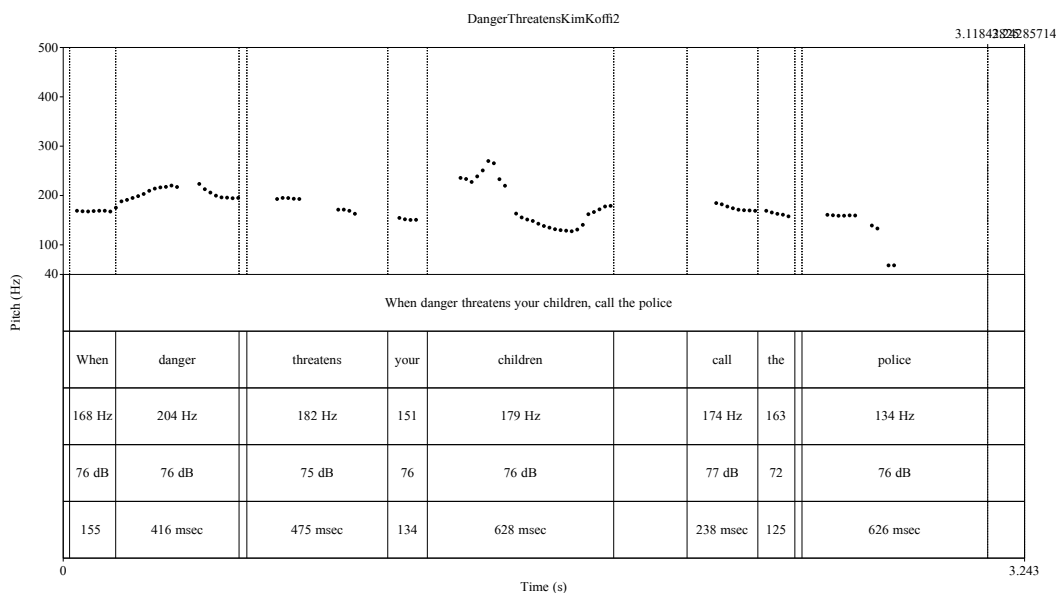 DangerThreatensKimKoffi2
500
400
300
200
100
40
Pitch (Hz)
When danger threatens your children, call the police
When danger threatens your children call the police
168 Hz 204 Hz 182 Hz 151 179 Hz 174 Hz 163 134 Hz
76 dB 76 dB 75 dB 76 76 dB 77 dB 72 76 dB
155 416 msec 475 msec 134 628 msec 238 msec 125 626 msec
0 3.243
Time (s)